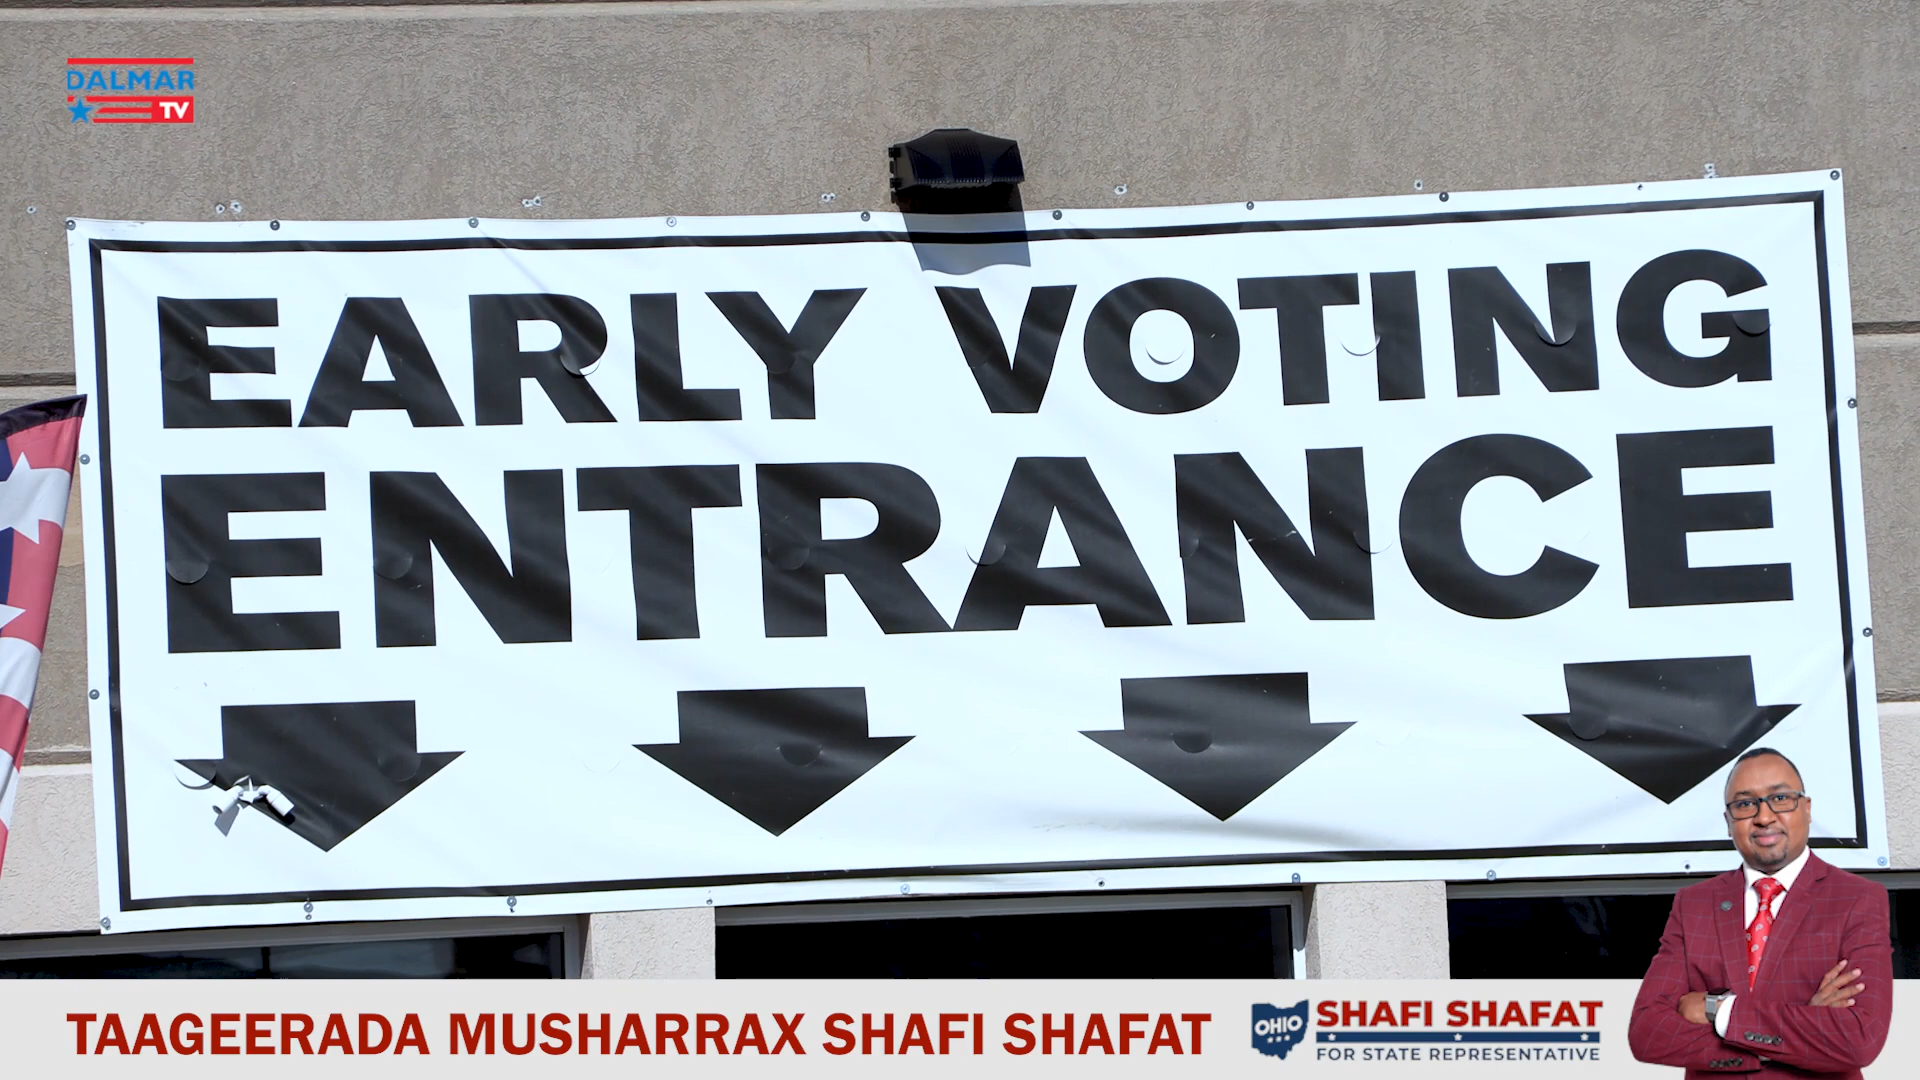 DALMAR
TV
EARLY VOTING
ENTRANCE
TAAGEERADA MUSHARRAX SHAFI SHAFAT
OHIO
SHAFI SHAFAT
FOR STATE REPRESENTATIVE